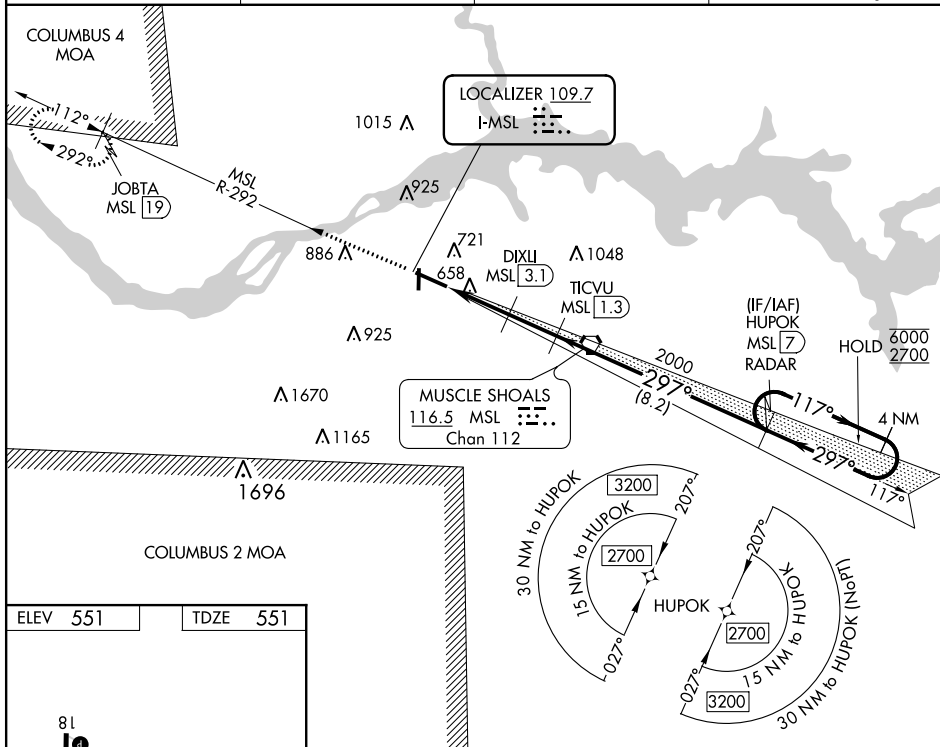 COLUMBUS 4
MOA
112°
292°
JOBTA
MSL 19
MSL
R-292
LOCALIZER 109.7
I-MSL
1015
925
886
721
658
DIXLI
MSL 3.1
1048
TICVU
MSL 1.3
925
1670
1165
1696
MUSCLE SHOALS
116.5 MSL
Chan 112
2000
297°
(8.2)
(IF/IAF)
HUPOK
MSL 7
RADAR
HOLD 6000
2700
117°
4 NM
297°
117°
COLUMBUS 2 MOA
30 NM to HUPOK
3200
207°
15 NM to HUPOK
2700
027°
HUPOK
207°
2700
15 NM to HUPOK
027°
3200
30 NM to HUPOK (NoPT)
ELEV 551
TDZE 551
18
P